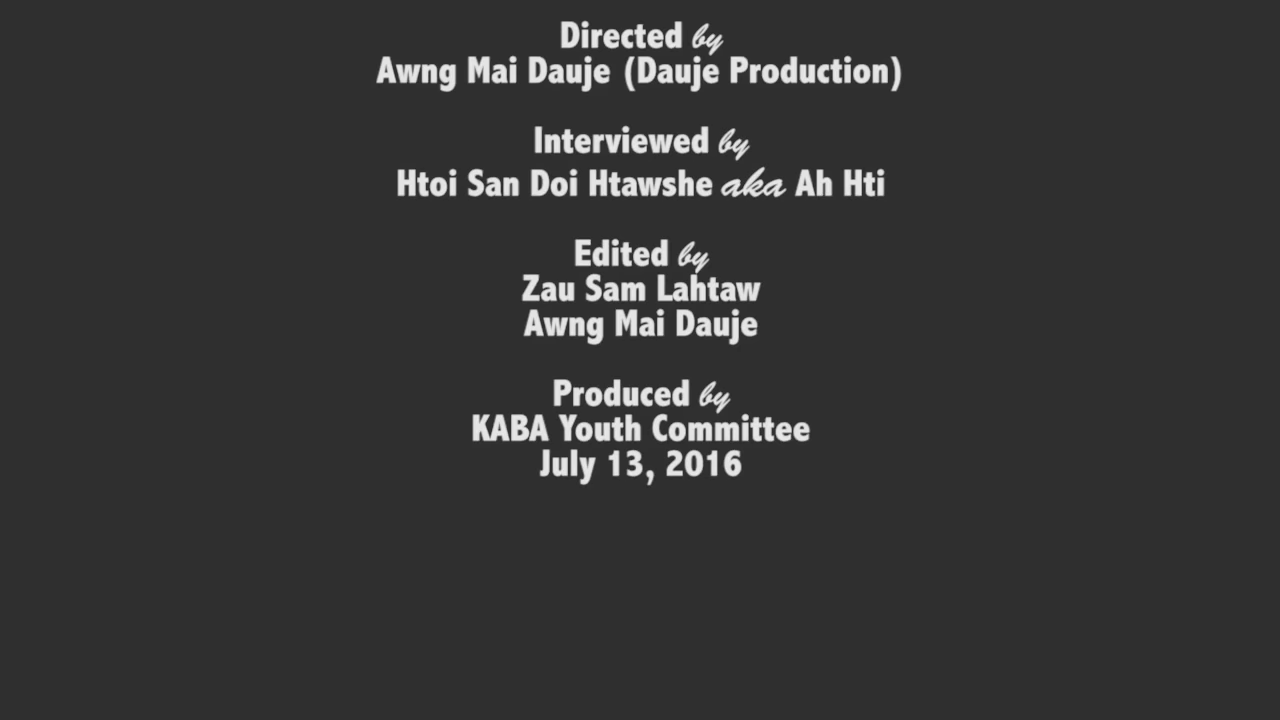 Directed by
Awng Mai Dauje (Dauje Production)
Interviewed by
Htoi San Doi Htawshe aka Ah Hti
Edited by
Zau Sam Lahtaw
Awng Mai Dauje
Produced by
KABA Youth Committee
July 13, 2016